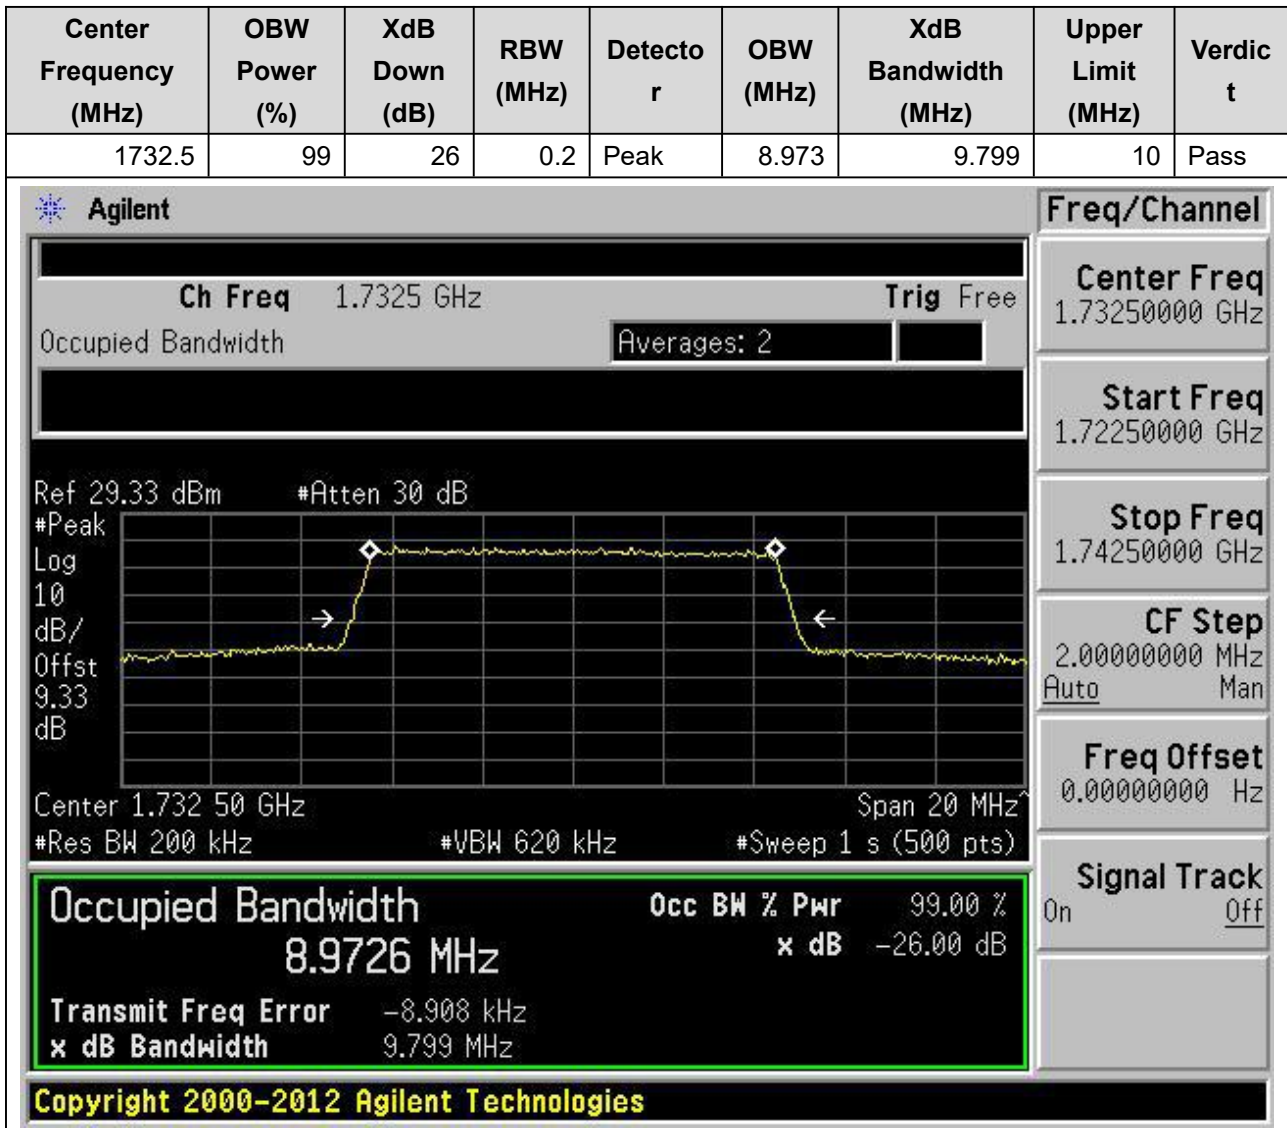 Center Frequency (MHz) OBW Power (%) XdB Down (dB) RBW (MHz) Detector OBW (MHz) XdB Bandwidth (MHz) Upper Limit (MHz) Verdict
1732.5 99 26 0.2 Peak 8.973 9.799 10 Pass
Agilent
Freq/Channel
Ch Freq 1.7325 GHz Trig Free
Occupied Bandwidth Averages: 2
Center Freq
1.73250000 GHz
Start Freq
1.72250000 GHz
Stop Freq
1.74250000 GHz
CF Step
2.00000000 MHz
Auto Man
Freq Offset
0.00000000 Hz
Signal Track
On Off
Ref 29.33 dBm #Atten 30 dB
#Peak
Log
10
dB/
Offst
9.33
dB
Center 1.732 50 GHz Span 20 MHz^
#Res BW 200 kHz #VBW 620 kHz #Sweep 1 s (500 pts)
Occupied Bandwidth Occ BW % Pwr 99.00 %
8.9726 MHz x dB -26.00 dB
Transmit Freq Error -8.908 kHz
x dB Bandwidth 9.799 MHz
Copyright 2000-2012 Agilent Technologies